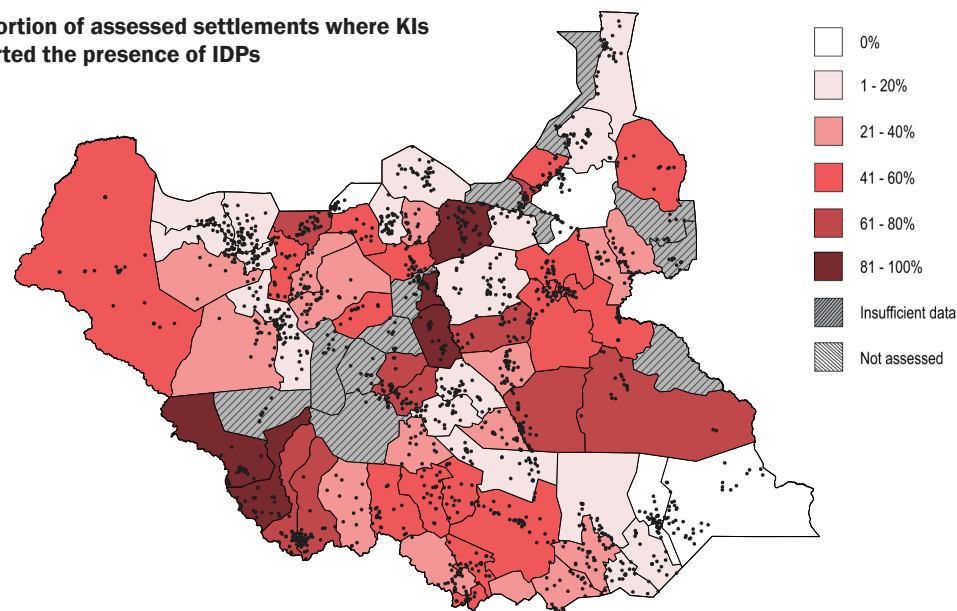 ortion of assessed settlements where KIs
rted the presence of IDPs
0%
1 - 20%
21 - 40%
41 - 60%
61 - 80%
81 - 100%
Insufficient data
Not assessed